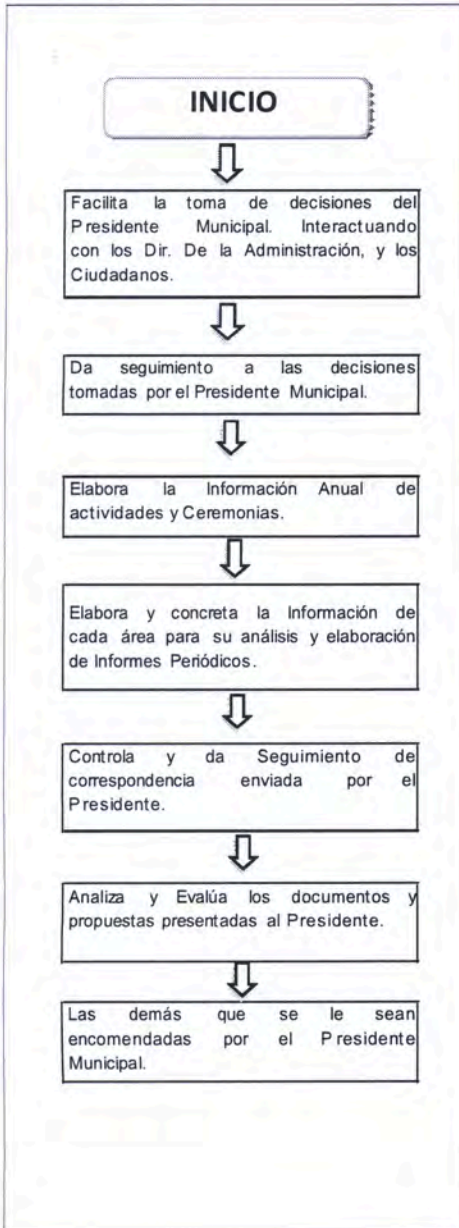 INICIO
Facilita la toma de decisiones del
Presidente Municipal. Interactuando
con los Dir. De la Administración, y los
Ciudadanos.
Da seguimiento a las decisiones
tomadas por el Presidente Municipal.
Elabora la Información Anual de
actividades y Ceremonias.
Elabora y concreta la Información de
cada área para su análisis y elaboración
de Informes Periódicos.
Controla y da Seguimiento de
correspondencia enviada por el
Presidente.
Analiza y Evalúa los documentos y
propuestas presentadas al Presidente.
Las demás que se le sean
encomendadas por el Presidente
Municipal.